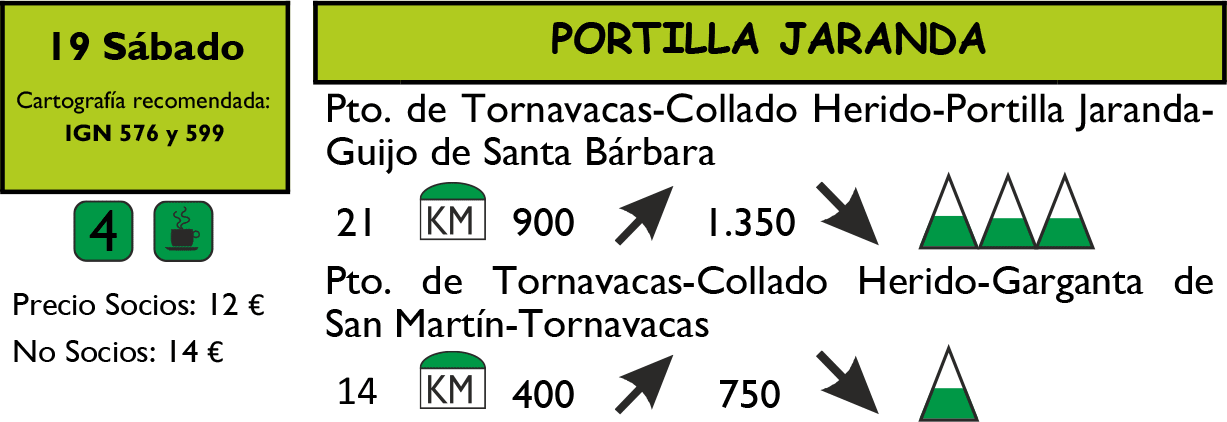 19 Sábado
Cartografía recomendada:
IGN 576 y 599
4
Precio Socios: 12 €
No Socios: 14 €
PORTILLA JARANDA
Pto. de Tornavacas-Collado Herido-Portilla Jaranda-
Guijo de Santa Bárbara
21 KM 900 1.350
Pto. de Tornavacas-Collado Herido-Garganta de
San Martín-Tornavacas
14 KM 400 750